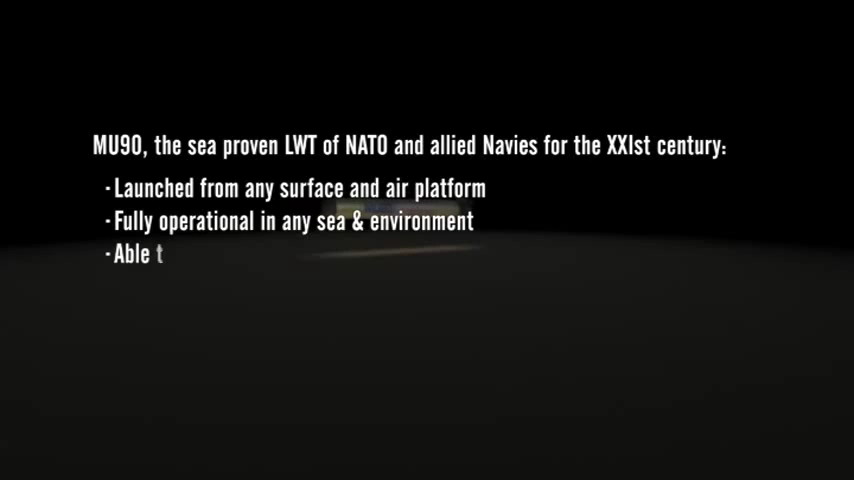 MU90, the sea proven LWT of NATO and allied Navies for the XXIst century:
- Launched from any surface and air platform
- Fully operational in any sea & environment
- Able t